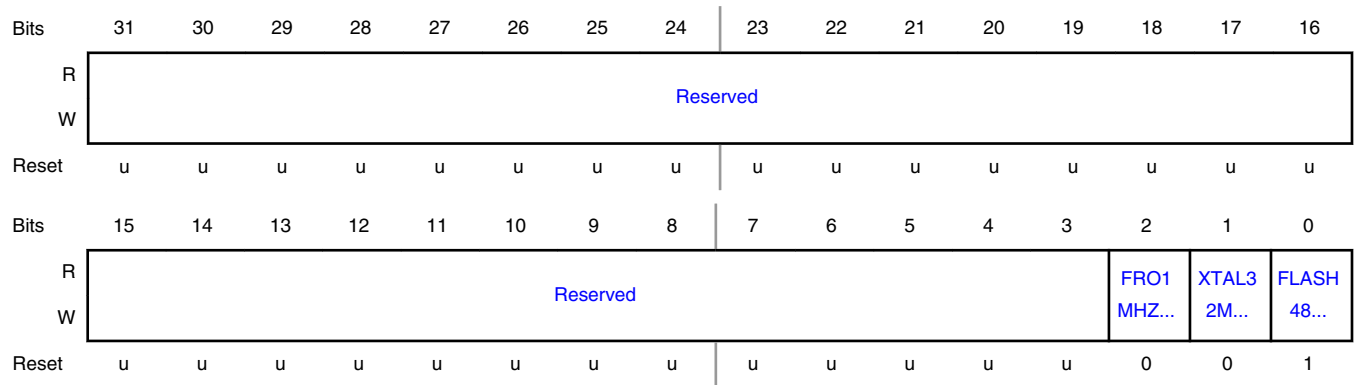 Bits 31 30 29 28 27 26 25 24 23 22 21 20 19 18 17 16
R
Reserved
W
Reset u u u u u u u u u u u u u u u u
Bits 15 14 13 12 11 10 9 8 7 6 5 4 3 2 1 0
R Reserved FRO1 XTAL3 FLASH
W MHZ... 2M... 48...
Reset u u u u u u u u u u u u u 0 0 1